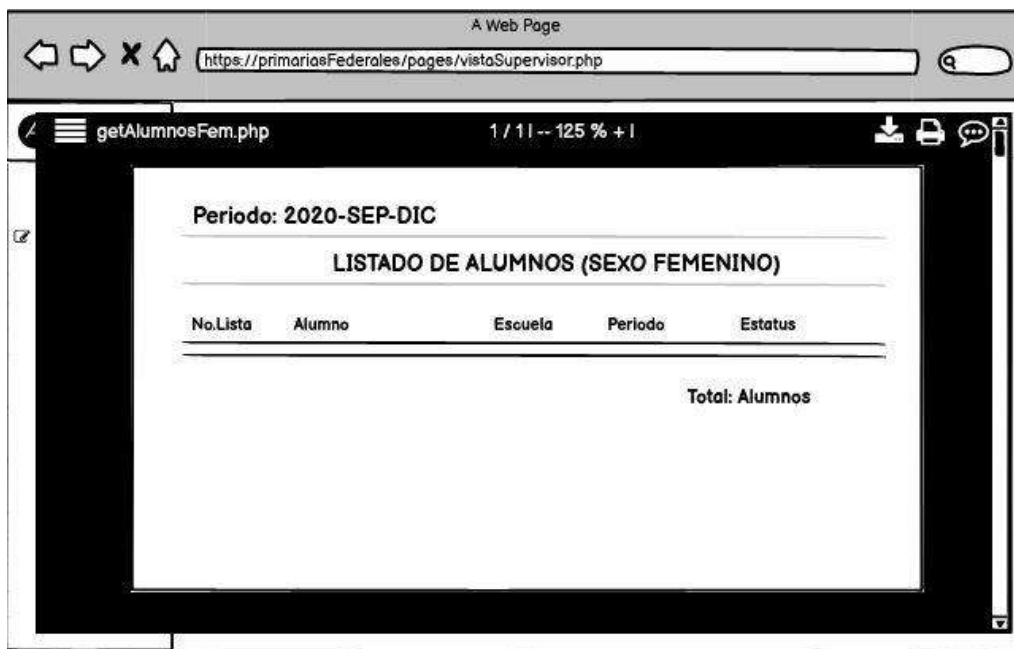 A Web Page
https://primariasFederales/pages/vistaSupervisor.php
getAlumnosFem.php 1 / 1 | -- 125 % + |
Periodo: 2020-SEP-DIC
LISTADO DE ALUMNOS (SEXO FEMENINO)
No.Lista Alumno Escuela Periodo Estatus
Total: Alumnos